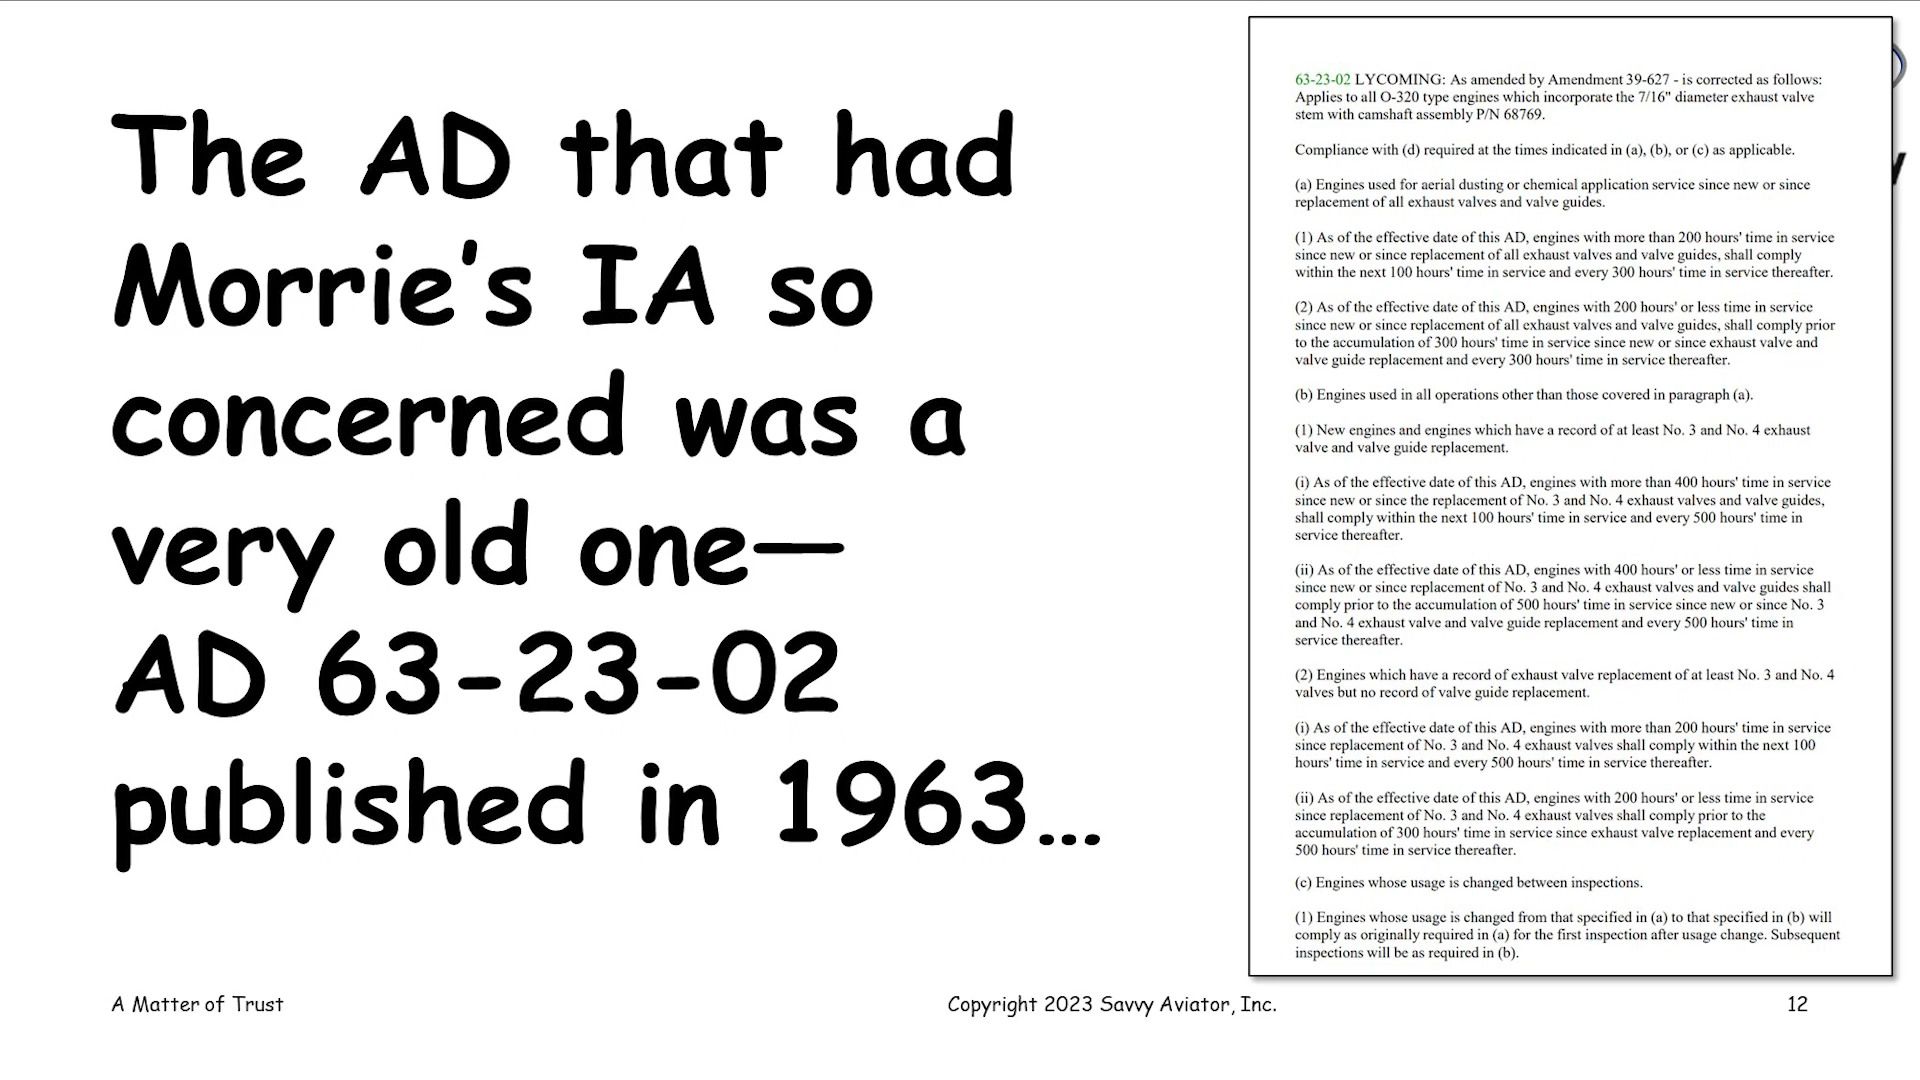 The AD that had
Morrie's IA so
concerned was a
very old one—
AD 63-23-02
published in 1963…
63-23-02 LYCOMING: As amended by Amendment 39-627 - is corrected as follows:
Applies to all O-320 type engines which incorporate the 7/16" diameter exhaust valve
stem with camshaft assembly P/N 68769.
Compliance with (d) required at the times indicated in (a), (b), or (c) as applicable.
(a) Engines used for aerial dusting or chemical application service since new or since
replacement of all exhaust valves and valve guides.
(1) As of the effective date of this AD, engines with more than 200 hours' time in service
since new or since replacement of all exhaust valves and valve guides, shall comply
within the next 100 hours' time in service and every 300 hours' time in service thereafter.
(2) As of the effective date of this AD, engines with 200 hours' or less time in service
since new or since replacement of all exhaust valves and valve guides, shall comply prior
to the accumulation of 300 hours' time in service since new or since exhaust valve and
valve guide replacement and every 300 hours' time in service thereafter.
(b) Engines used in all operations other than those covered in paragraph (a).
(1) New engines and engines which have a record of at least No. 3 and No. 4 exhaust
valve and valve guide replacement.
(i) As of the effective date of this AD, engines with more than 400 hours' time in service
since new or since the replacement of No. 3 and No. 4 exhaust valves and valve guides,
shall comply within the next 100 hours' time in service and every 500 hours' time in
service thereafter.
(ii) As of the effective date of this AD, engines with 400 hours' or less time in service
since new or since replacement of No. 3 and No. 4 exhaust valves and valve guides shall
comply prior to the accumulation of 500 hours' time in service since new or since No. 3
and No. 4 exhaust valve and valve guide replacement and every 500 hours' time in
service thereafter.
(2) Engines which have a record of exhaust valve replacement of at least No. 3 and No. 4
valves but no record of valve guide replacement.
(i) As of the effective date of this AD, engines with more than 200 hours' time in service
since replacement of No. 3 and No. 4 exhaust valves shall comply within the next 100
hours' time in service and every 500 hours' time in service thereafter.
(ii) As of the effective date of this AD, engines with 200 hours' or less time in service
since replacement of No. 3 and No. 4 exhaust valves shall comply prior to the
accumulation of 300 hours' time in service since exhaust valve replacement and every
500 hours' time in service thereafter.
(c) Engines whose usage is changed between inspections.
(1) Engines whose usage is changed from that specified in (a) to that specified in (b) will
comply as originally required in (a) for the first inspection after usage change. Subsequent
inspections will be as required in (b).
A Matter of Trust
Copyright 2023 Savvy Aviator, Inc.
12